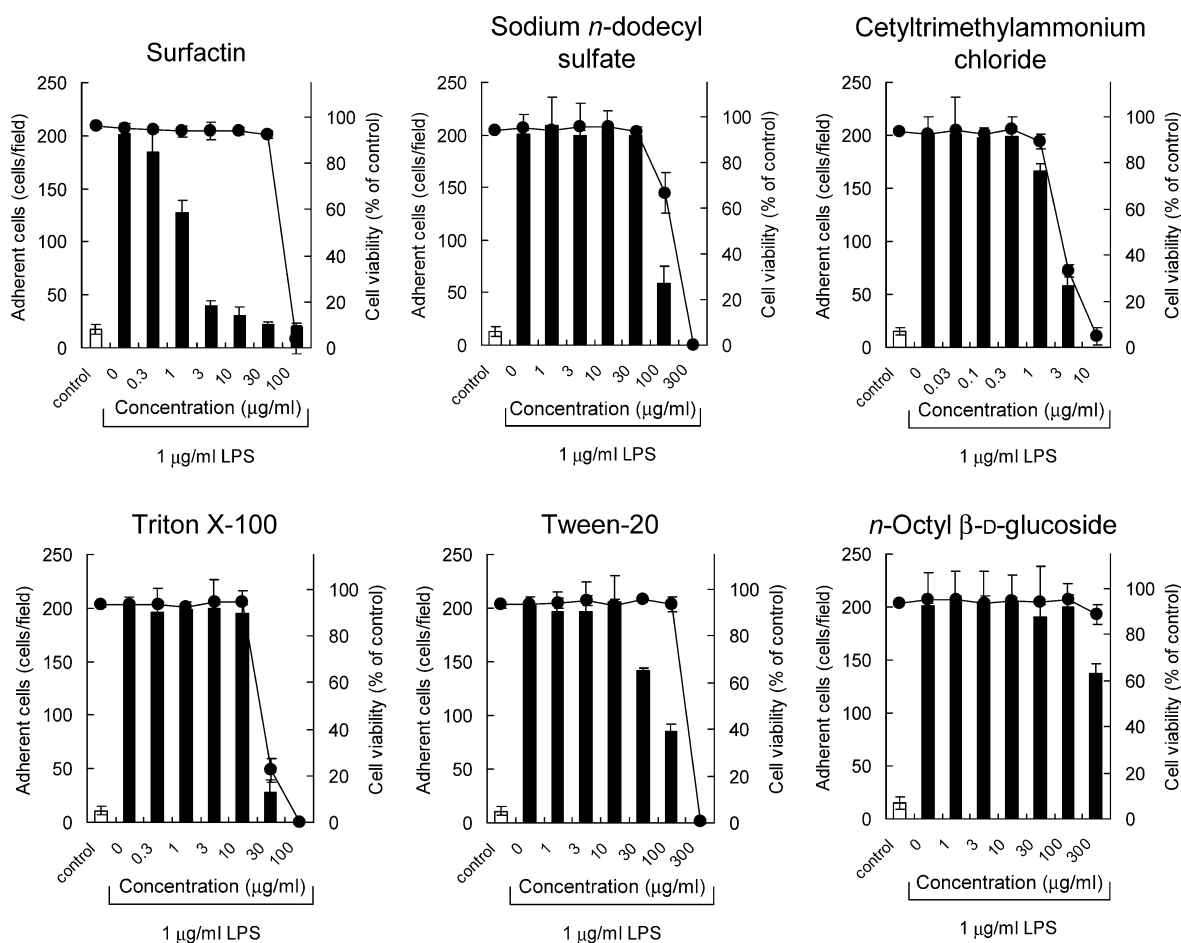 Surfactin
250
200
150
100
50
0
Adherent cells (cells/field)
100
80
60
40
20
0
Cell viability (% of control)
control 0 0.3 1 3 10 30 100
Concentration (μg/ml)
1 μg/ml LPS
Sodium n-dodecyl
sulfate
250
200
150
100
50
0
Adherent cells (cells/field)
100
80
60
40
20
0
Cell viability (% of control)
control 0 1 3 10 30 100 300
Concentration (μg/ml)
1 μg/ml LPS
Cetyltrimethylammonium
chloride
250
200
150
100
50
0
Adherent cells (cells/field)
100
80
60
40
20
0
Cell viability (% of control)
control 0 0.03 0.1 0.3 1 3 10
Concentration (μg/ml)
1 μg/ml LPS
Triton X-100
250
200
150
100
50
0
Adherent cells (cells/field)
100
80
60
40
20
0
Cell viability (% of control)
control 0 0.3 1 3 10 30 100
Concentration (μg/ml)
1 μg/ml LPS
Tween-20
250
200
150
100
50
0
Adherent cells (cells/field)
100
80
60
40
20
0
Cell viability (% of control)
control 0 1 3 10 30 100 300
Concentration (μg/ml)
1 μg/ml LPS
n-Octyl β-D-glucoside
250
200
150
100
50
0
Adherent cells (cells/field)
100
80
60
40
20
0
Cell viability (% of control)
control 0 1 3 10 30 100 300
Concentration (μg/ml)
1 μg/ml LPS